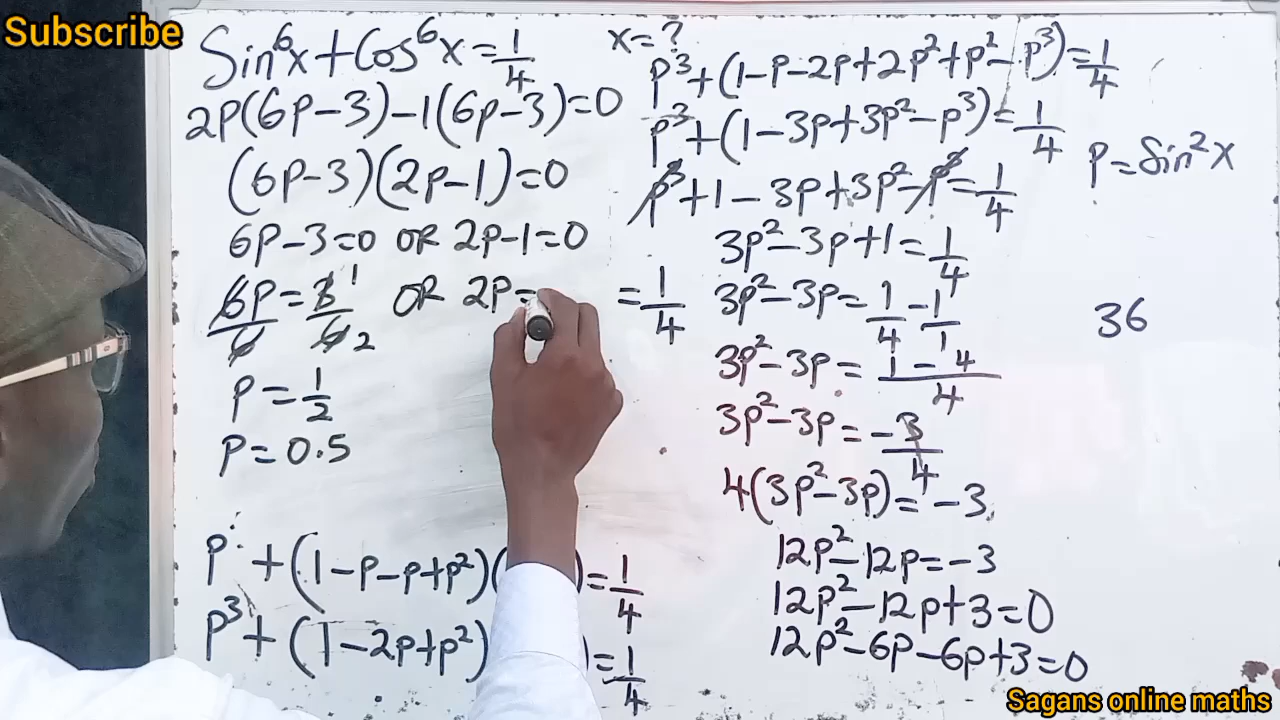 Subscribe
Sin⁶x+Cos⁶x=1/4 x=?
2P(6P-3)-1(6P-3)=0
(6P-3)(2P-1)=0
6P-3=0 OR 2P-1=0
6P/6=3/6 1 2 OR 2P= =1/4
P=1/2
P=0.5
P +(1-P-P+P²)( )=1/4
P³+(1-2P+P²) )=1/4
P³+(1-P-2P+2P²+P²-P³)=1/4
P³+(1-3P+3P²-P³)=1/4
P=Sin²x
P³+1-3P+3P²-P³=1/4
3P²-3P+1=1/4
3P²-3P=1/4-1/1
36
3P²-3P=1-4/4
3P²-3P=-3/4
4(3P²-3P)=-3
12P²-12P=-3
12P²-12P+3=0
12P²-6P-6P+3=0
Sagans online maths